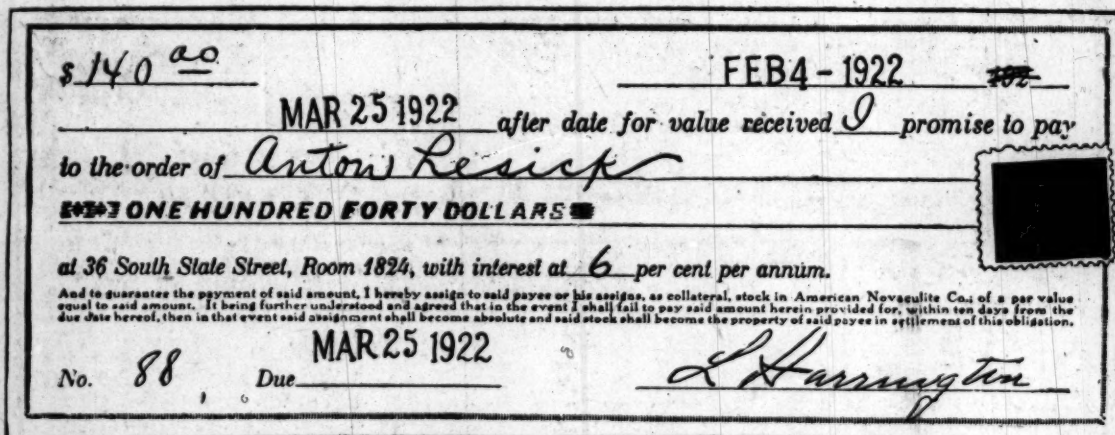 $ 140 00 FEB 4 - 1922
MAR 25 1922 after date for value received I promise to pay
to the order of Anton Lesick
ONE HUNDRED FORTY DOLLARS
at 36 South State Street, Room 1824, with interest at 6 per cent per annum.
And to guarantee the payment of said amount, I hereby assign to said payee or his assigns, as collateral, stock in American Novaculite Co.; of a par value
equal to said amount. It being further understood and agreed that in the event I shall fail to pay said amount herein provided for, within ten days from the
due date hereof, then in that event said assignment shall become absolute and said stock shall become the property of said payee in settlement of this obligation.
No. 88 Due MAR 25 1922 L Harrington